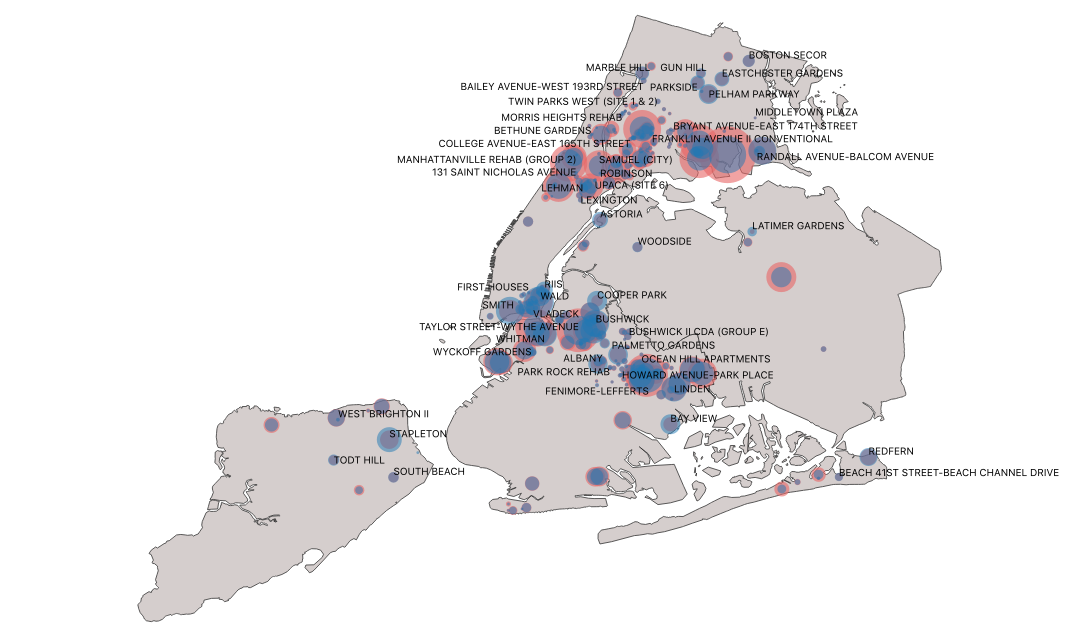 BOSTON SECOR
MARBLE HILL
GUN HILL
EASTCHESTER GARDENS
BAILEY AVENUE-WEST 193RD STREET
PARKSIDE
PELHAM PARKWAY
TWIN PARKS WEST (SITE 1 & 2)
MIDDLETOWN PLAZA
MORRIS HEIGHTS REHAB
BRYANT AVENUE-EAST 174TH STREET
BETHUNE GARDENS
FRANKLIN AVENUE II CONVENTIONAL
COLLEGE AVENUE-EAST 165TH STREET
RANDALL AVENUE-BALCOM AVENUE
MANHATTANVILLE REHAB (GROUP 2)
SAMUEL (CITY)
131 SAINT NICHOLAS AVENUE
ROBINSON
LEHMAN
UPACA (SITE 6)
LEXINGTON
ASTORIA
LATIMER GARDENS
WOODSIDE
FIRST HOUSES
RIIS
WALD
COOPER PARK
SMITH
VLADECK
BUSHWICK
TAYLOR STREET-WYTHE AVENUE
BUSHWICK II CDA (GROUP E)
WHITMAN
PALMETTO GARDENS
WYCKOFF GARDENS
ALBANY
OCEAN HILL APARTMENTS
PARK ROCK REHAB
HOWARD AVENUE-PARK PLACE
FENIMORE-LEFFERTS
LINDEN
WEST BRIGHTON II
BAY VIEW
STAPLETON
REDFERN
TODT HILL
SOUTH BEACH
BEACH 41ST STREET-BEACH CHANNEL DRIVE